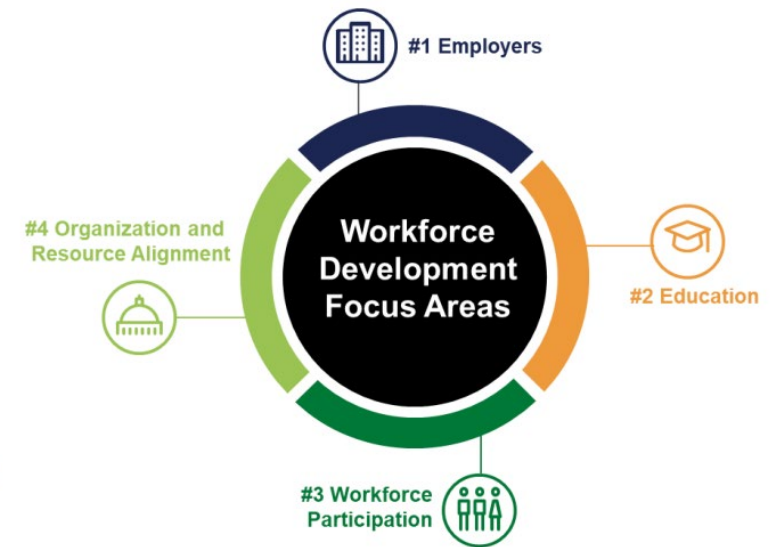 #1 Employers
Workforce
Development
Focus Areas
#2 Education
#3 Workforce
Participation
#4 Organization and
Resource Alignment